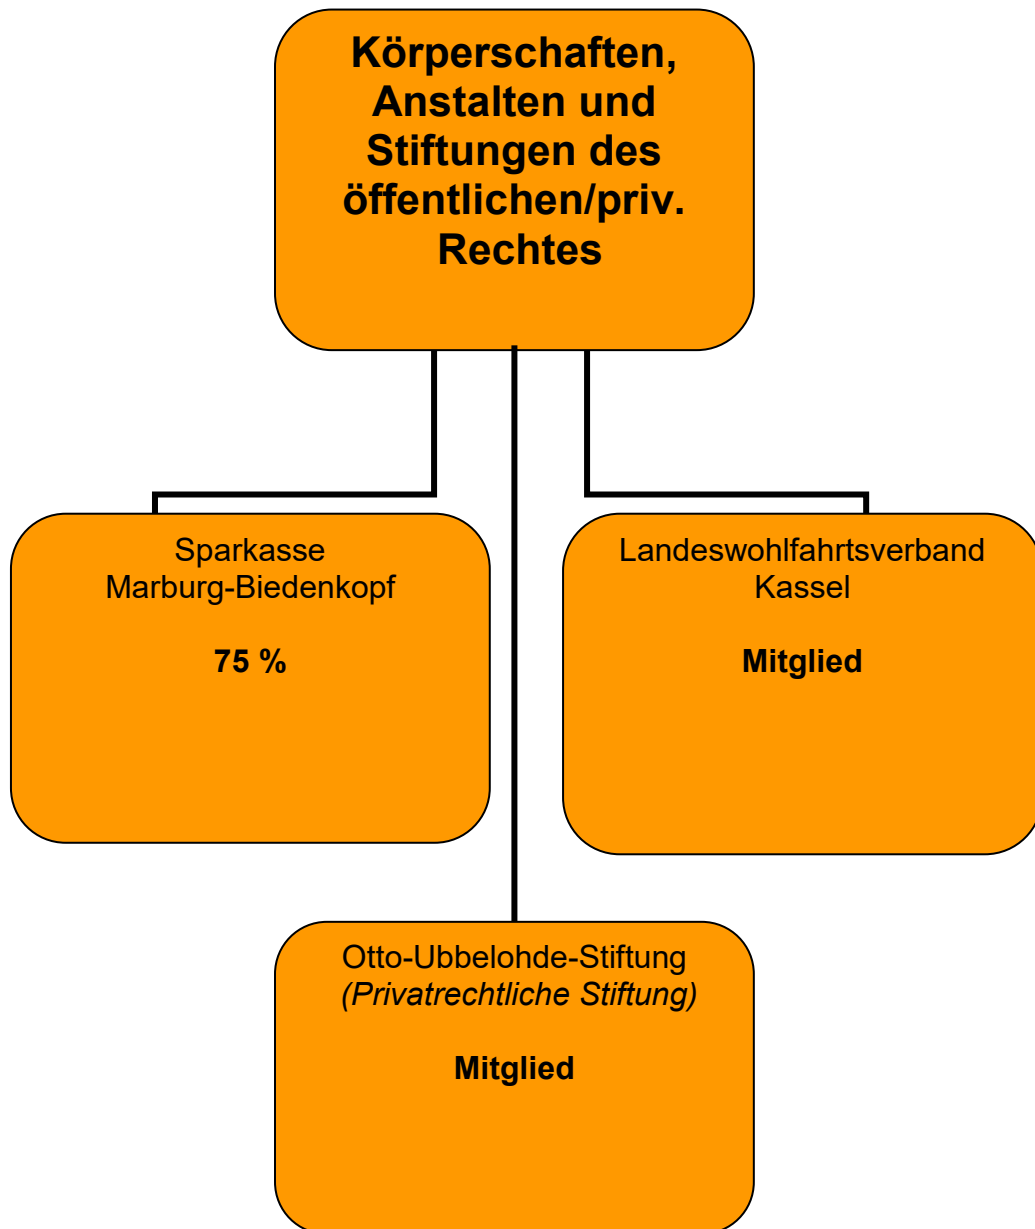 Körperschaften,
Anstalten und
Stiftungen des
öffentlichen/priv.
Rechtes
Sparkasse
Marburg-Biedenkopf
75 %
Landeswohlfahrtsverband
Kassel
Mitglied
Otto-Ubbelohde-Stiftung
(Privatrechtliche Stiftung)
Mitglied